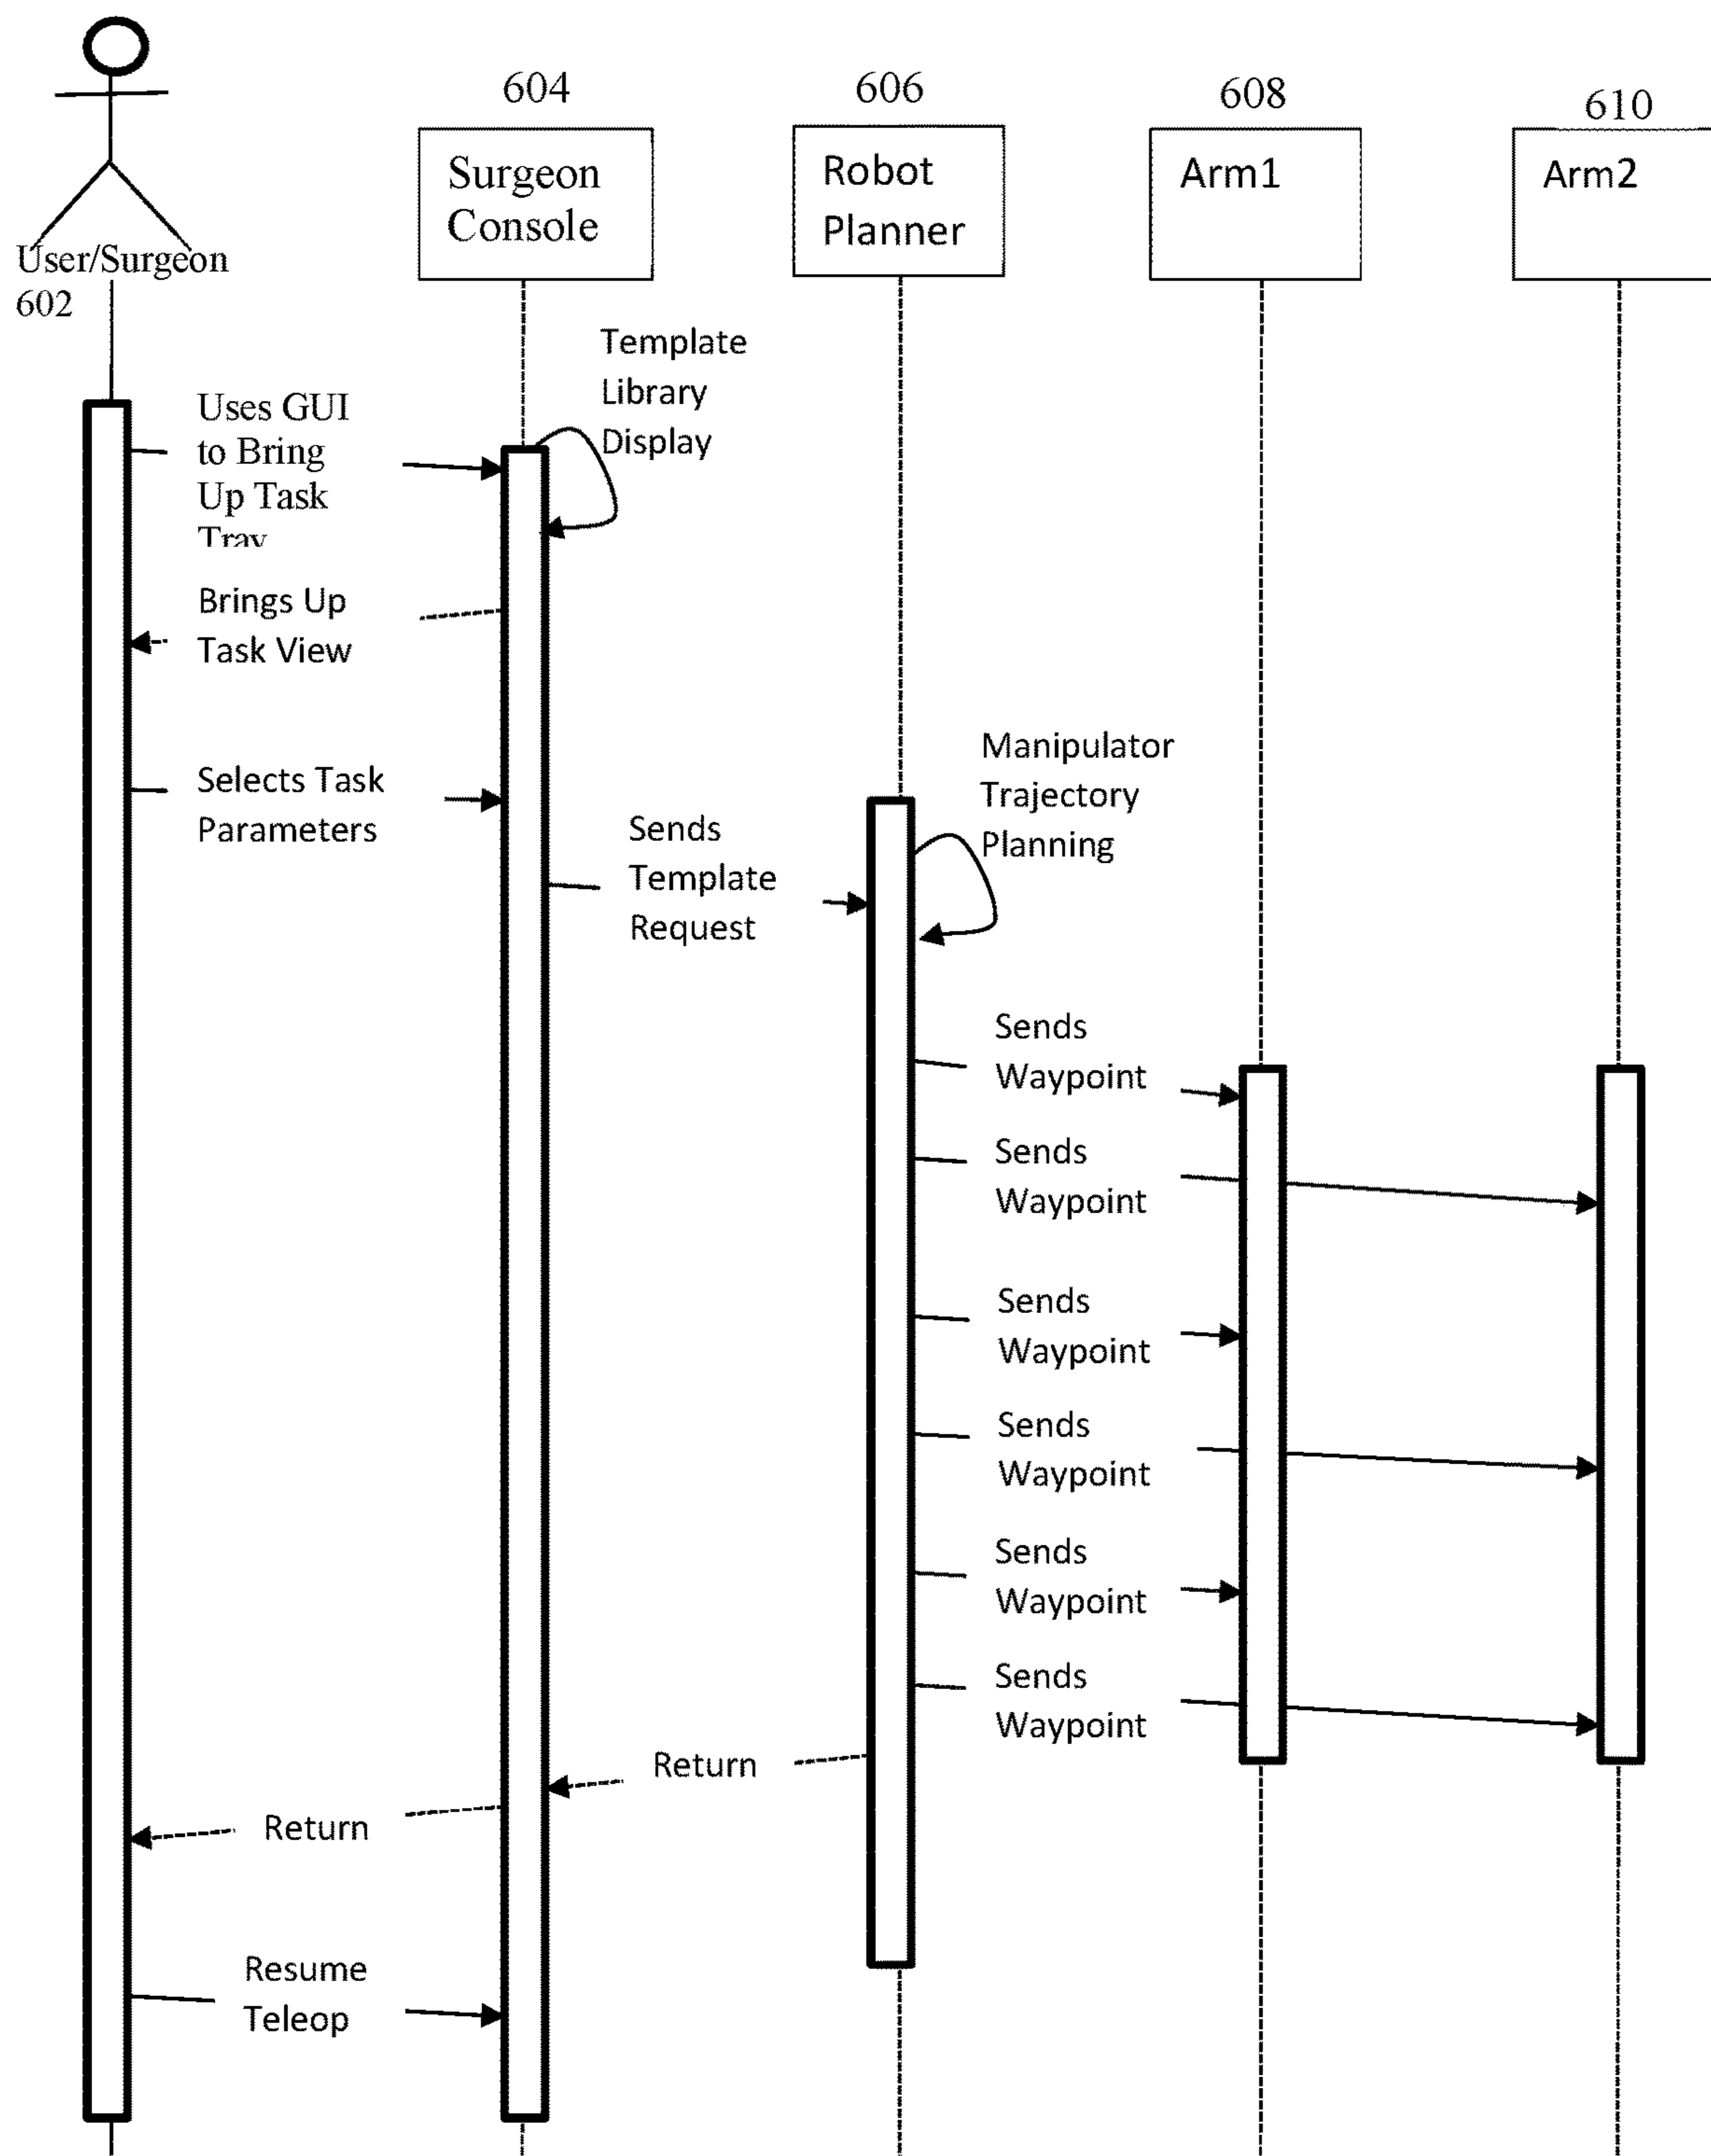 604
606
608
610
Surgeon
Console
Robot
Planner
Arm1
Arm2
User/Surgeon
602
Template
Library
Display
Uses GUI
to Bring
Up Task
Tray
Brings Up
Task View
Manipulator
Trajectory
Planning
Selects Task
Parameters
Sends
Template
Request
Sends
Waypoint
Sends
Waypoint
Sends
Waypoint
Sends
Waypoint
Sends
Waypoint
Sends
Waypoint
Return
Return
Resume
Teleop